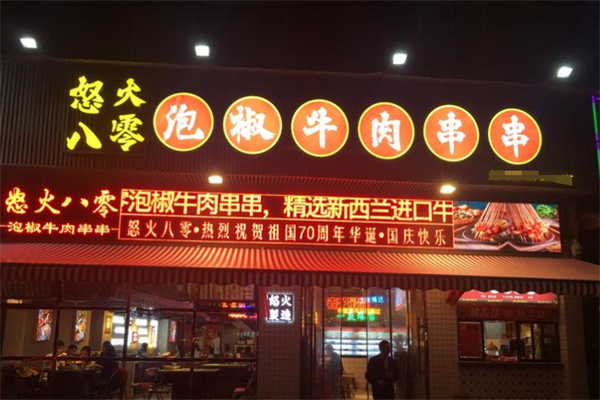 怒火
八零
泡椒牛肉串串
怒火八零
泡椒牛肉串串
泡椒牛肉串串，精选新西兰进口牛
怒火八零·热烈祝贺祖国70周年华诞·国庆快乐
怒火
製造